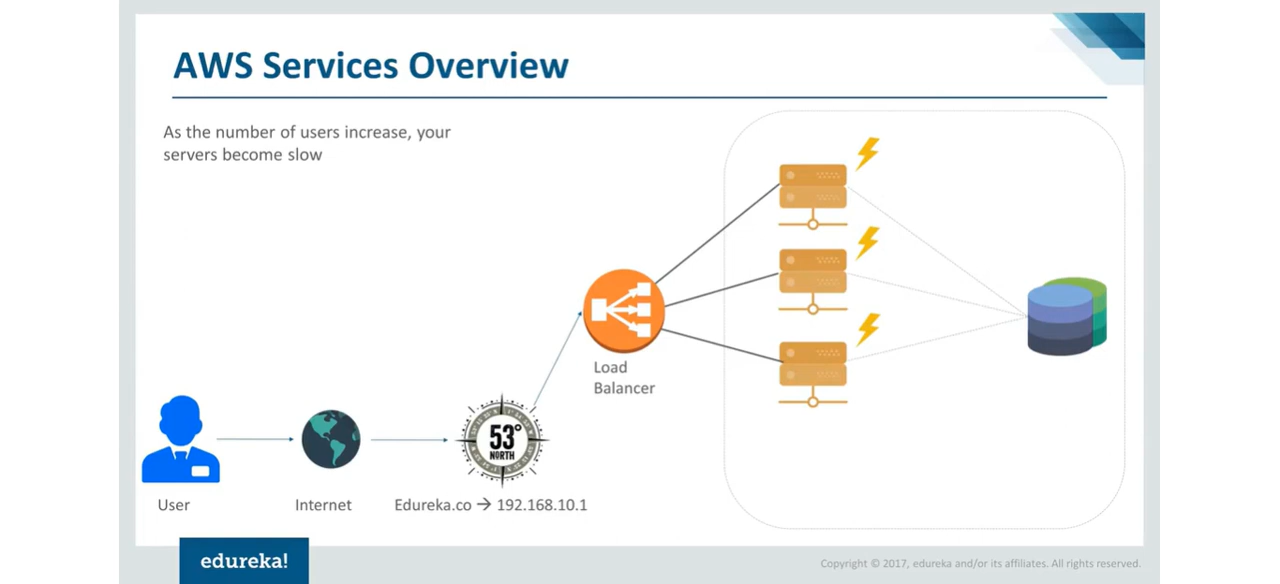 AWS Services Overview
As the number of users increase, your
servers become slow
Load
Balancer
53°
NORTH
User
Internet
Edureka.co → 192.168.10.1
edureka!
Copyright © 2017, edureka and/or its affiliates. All rights reserved.